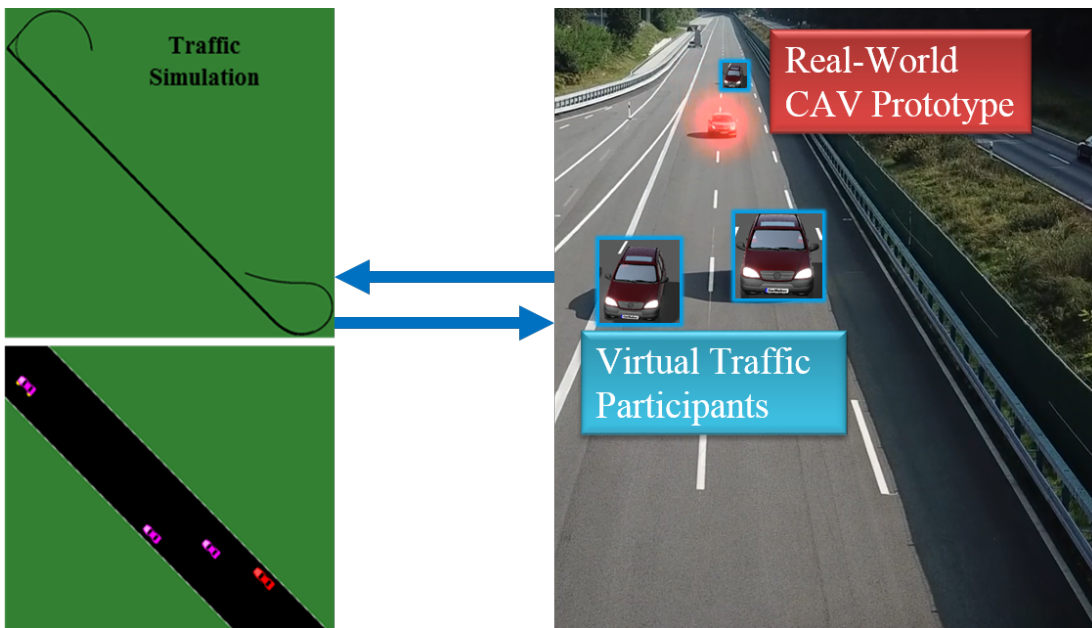 Traffic
Simulation
Real-World
CAV Prototype
Virtual Traffic
Participants